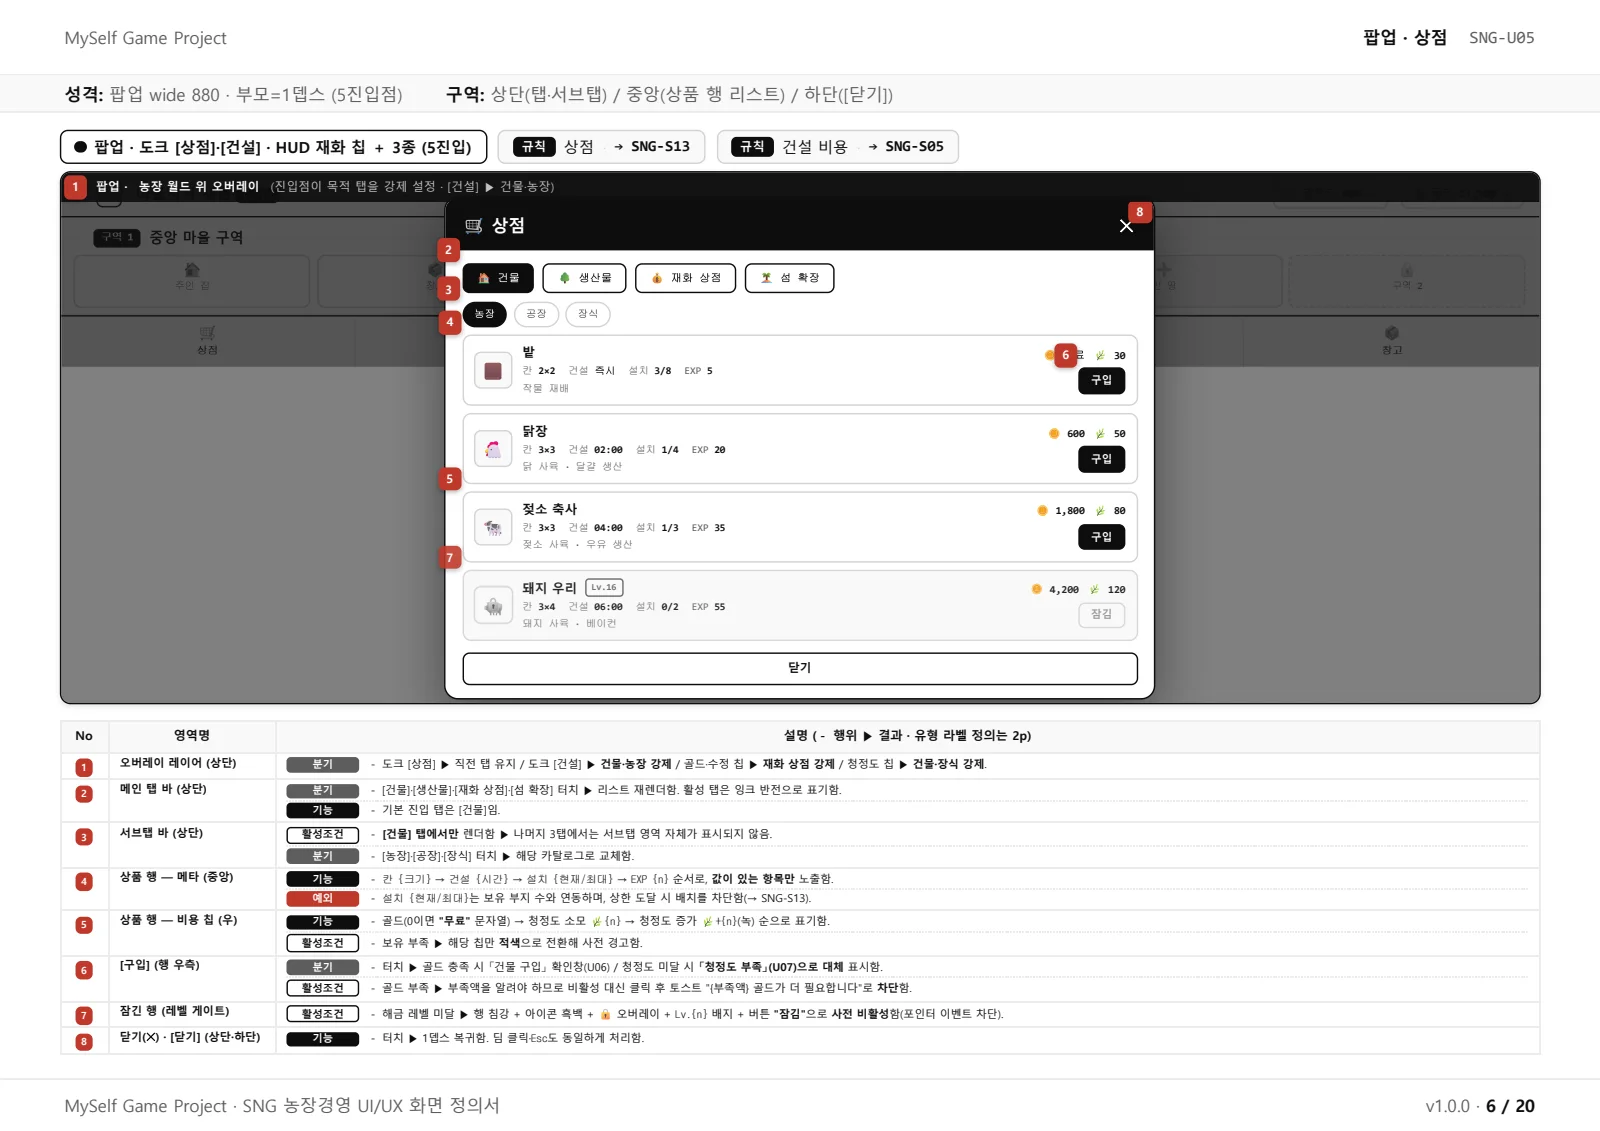 MySelf Game Project
팝업 · 상점 SNG-U05
성격: 팝업 wide 880 · 부모=1뎁스 (5진입점) 구역: 상단(탭·서브탭) / 중앙(상품 행 리스트) / 하단([닫기])
● 팝업 · 도크 [상점]·[건설] · HUD 재화 칩 + 3종 (5진입)
규칙 상점 → SNG-S13
규칙 건설 비용 → SNG-S05
1 팝업 · 농장 월드 위 오버레이 (진입점이 목적 탭을 강제 설정 · [건설] ▶ 건물·농장)
구역 1 중앙 마을 구역
주민 집
구역 2
상점
창고
상점
8
2
건물 생산물 재화 상점 섬 확장
3
농장 공장 장식
4
밭
칸 2×2 건설 즉시 설치 3/8 EXP 5
작물 재배
6 30
구입
닭장
칸 3×3 건설 02:00 설치 1/4 EXP 20
닭 사육 · 달걀 생산
600 50
구입
5
젖소 축사
칸 3×3 건설 04:00 설치 1/3 EXP 35
젖소 사육 · 우유 생산
1,800 80
구입
7
돼지 우리 Lv.16
칸 3×4 건설 06:00 설치 0/2 EXP 55
돼지 사육 · 베이컨
4,200 120
잠김
닫기
No 영역명 설명 ( - 행위 ▶ 결과 · 유형 라벨 정의는 2p)
1 오버레이 레이어 (상단) 분기 - 도크 [상점] ▶ 직전 탭 유지 / 도크 [건설] ▶ 건물·농장 강제 / 골드·수정 칩 ▶ 재화 상점 강제 / 청정도 칩 ▶ 건물·장식 강제.
2 메인 탭 바 (상단) 분기 - [건물]·[생산물]·[재화 상점]·[섬 확장] 터치 ▶ 리스트 재렌더함. 활성 탭은 잉크 반전으로 표기함.
기능 - 기본 진입 탭은 [건물]임.
3 서브탭 바 (상단) 활성조건 - [건물] 탭에서만 렌더함 ▶ 나머지 3탭에서는 서브탭 영역 자체가 표시되지 않음.
분기 - [농장]·[공장]·[장식] 터치 ▶ 해당 카탈로그로 교체함.
4 상품 행 — 메타 (중앙) 기능 - 칸 {크기} → 건설 {시간} → 설치 {현재/최대} → EXP {n} 순서로, 값이 있는 항목만 노출함.
예외 - 설치 {현재/최대}는 보유 부지 수와 연동하며, 상한 도달 시 배치를 차단함(→ SNG-S13).
5 상품 행 — 비용 칩 (우) 기능 - 골드(0이면 "무료" 문자열) → 청정도 소모 {n} → 청정도 증가 +{n}(녹) 순으로 표기함.
활성조건 - 보유 부족 ▶ 해당 칩만 적색으로 전환해 사전 경고함.
6 [구입] (행 우측) 분기 - 터치 ▶ 골드 충족 시 「건물 구입」 확인창(U06) / 청정도 미달 시 「청정도 부족」(U07)으로 대체 표시함.
활성조건 - 골드 부족 ▶ 부족액을 알려야 하므로 비활성 대신 클릭 후 토스트 "{부족액} 골드가 더 필요합니다"로 차단함.
7 잠긴 행 (레벨 게이트) 활성조건 - 해금 레벨 미달 ▶ 행 침강 + 아이콘 흑백 + 오버레이 + Lv.{n} 배지 + 버튼 "잠김"으로 사전 비활성함(포인터 이벤트 차단).
8 닫기(X) · [닫기] (상단·하단) 기능 - 터치 ▶ 1뎁스 복귀함. 딤 클릭·Esc도 동일하게 처리함.
MySelf Game Project · SNG 농장경영 UI/UX 화면 정의서
v1.0.0 · 6 / 20